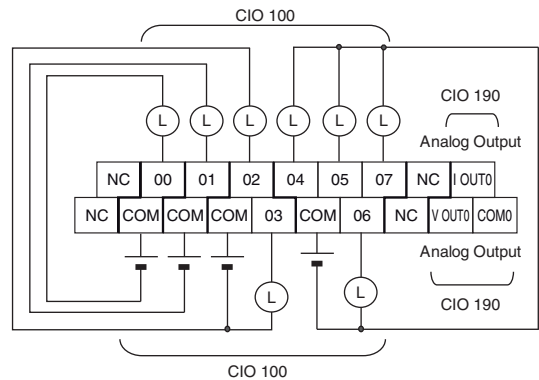 CIO 100
CIO 190
Analog Output
L L L L L L
NC 00 01 02 04 05 07 NC I OUT0
NC COM COM COM 03 COM 06 NC V OUT0 COM0
Analog Output
L L
CIO 190
CIO 100